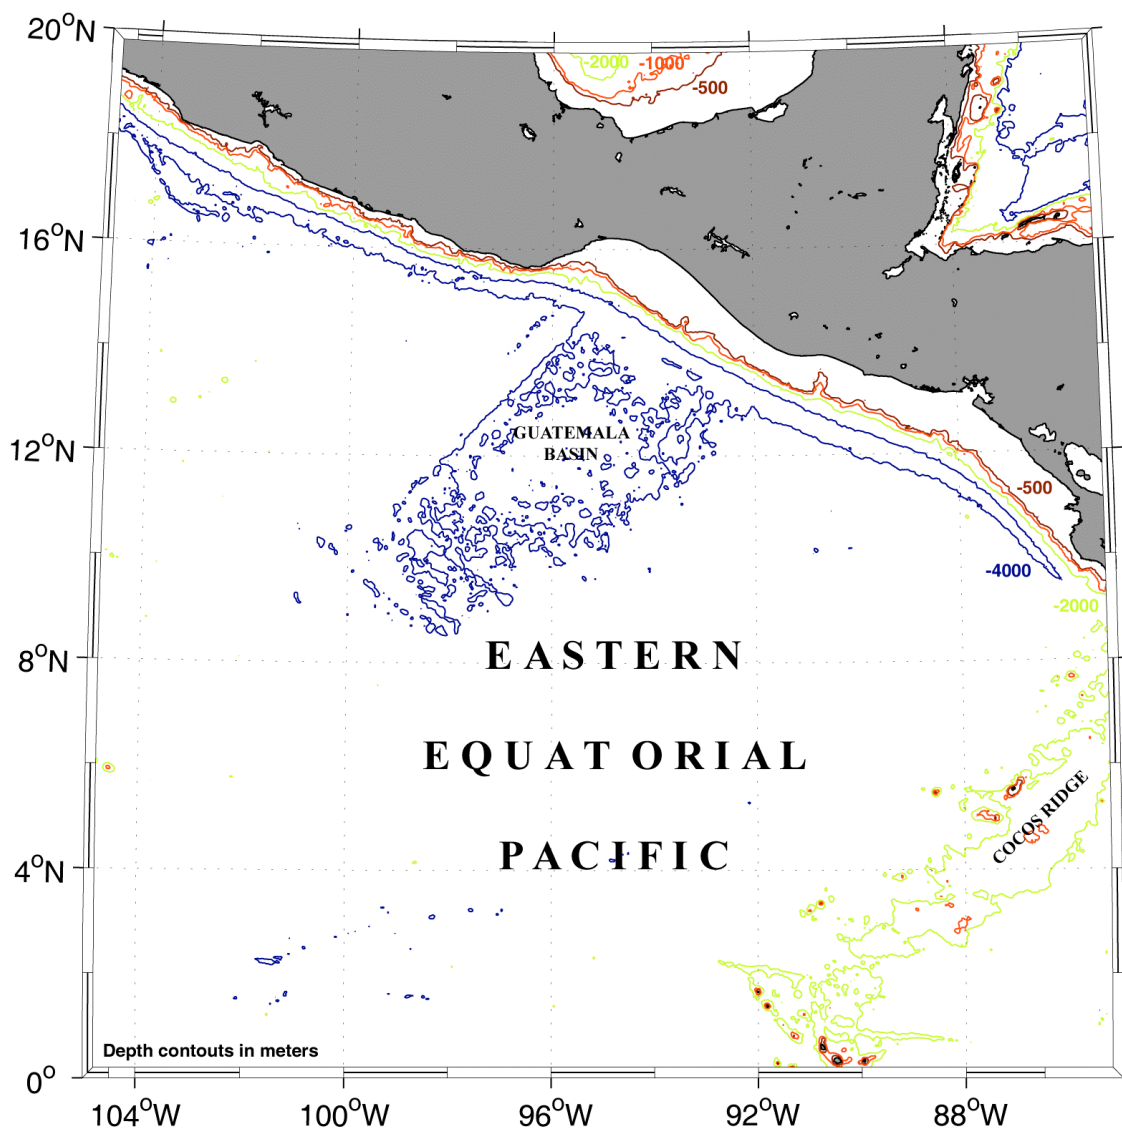 20°N
-2000 -1000
-500
16°N
12°N
GUATEMALA
BASIN
-500
-4000
-2000
8°N
EASTERN
EQUATORIAL
COCOS RIDGE
4°N
PACIFIC
Depth contouts in meters
0°
104°W 100°W 96°W 92°W 88°W